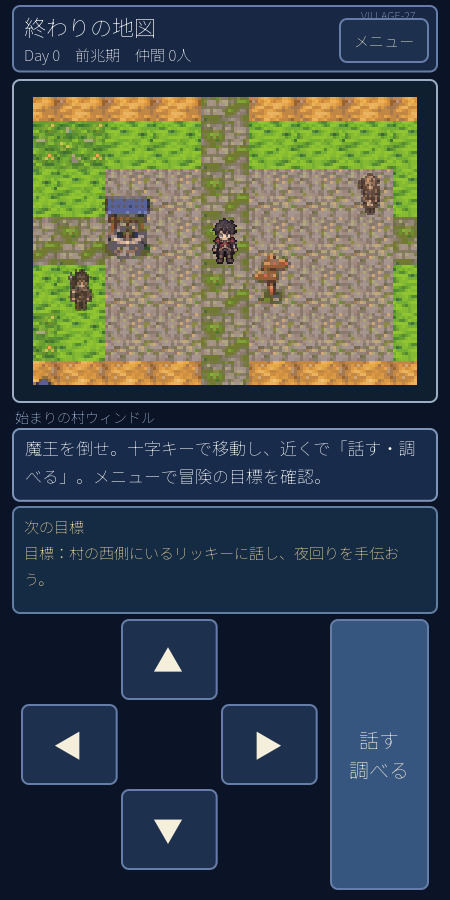 VILLAGE-27
終わりの地図
Day 0　前兆期　仲間 0人
メニュー
始まりの村ウィンドル
魔王を倒せ。十字キーで移動し、近くで「話す・調
べる」。メニューで冒険の目標を確認。
次の目標
目標：村の西側にいるリッキーに話し、夜回りを手伝お
う。
話す
調べる